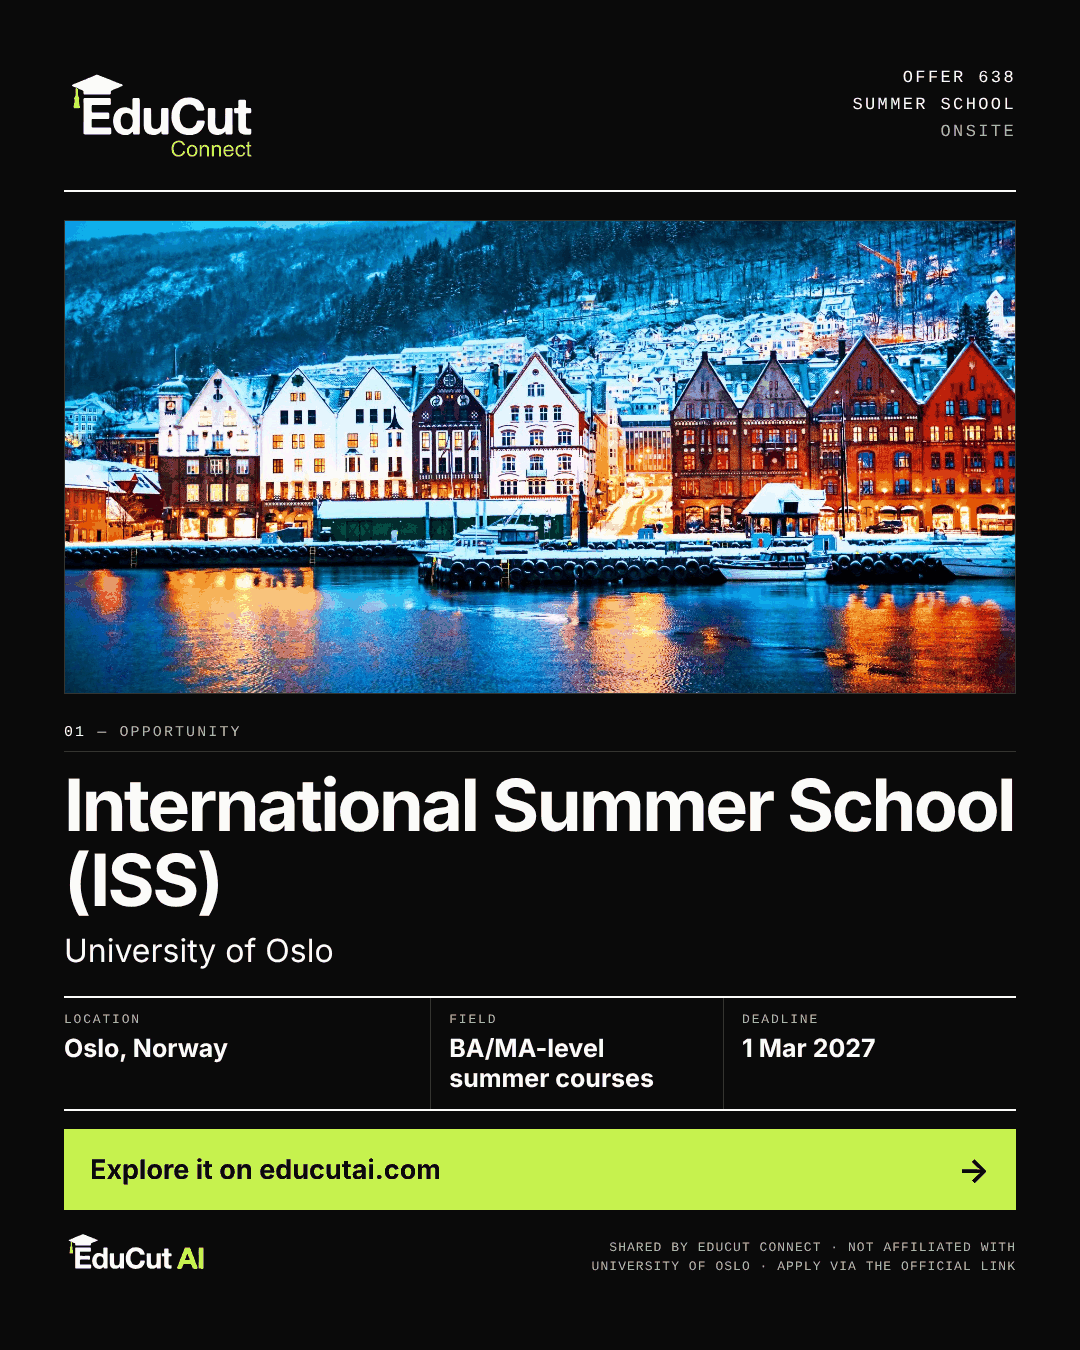 EduCut
Connect
OFFER 638
SUMMER SCHOOL
ONSITE
01 — OPPORTUNITY
International Summer School
(ISS)
University of Oslo
LOCATION
Oslo, Norway
FIELD
BA/MA-level
summer courses
DEADLINE
1 Mar 2027
Explore it on educutai.com →
EduCut AI
SHARED BY EDUCUT CONNECT · NOT AFFILIATED WITH
UNIVERSITY OF OSLO · APPLY VIA THE OFFICIAL LINK